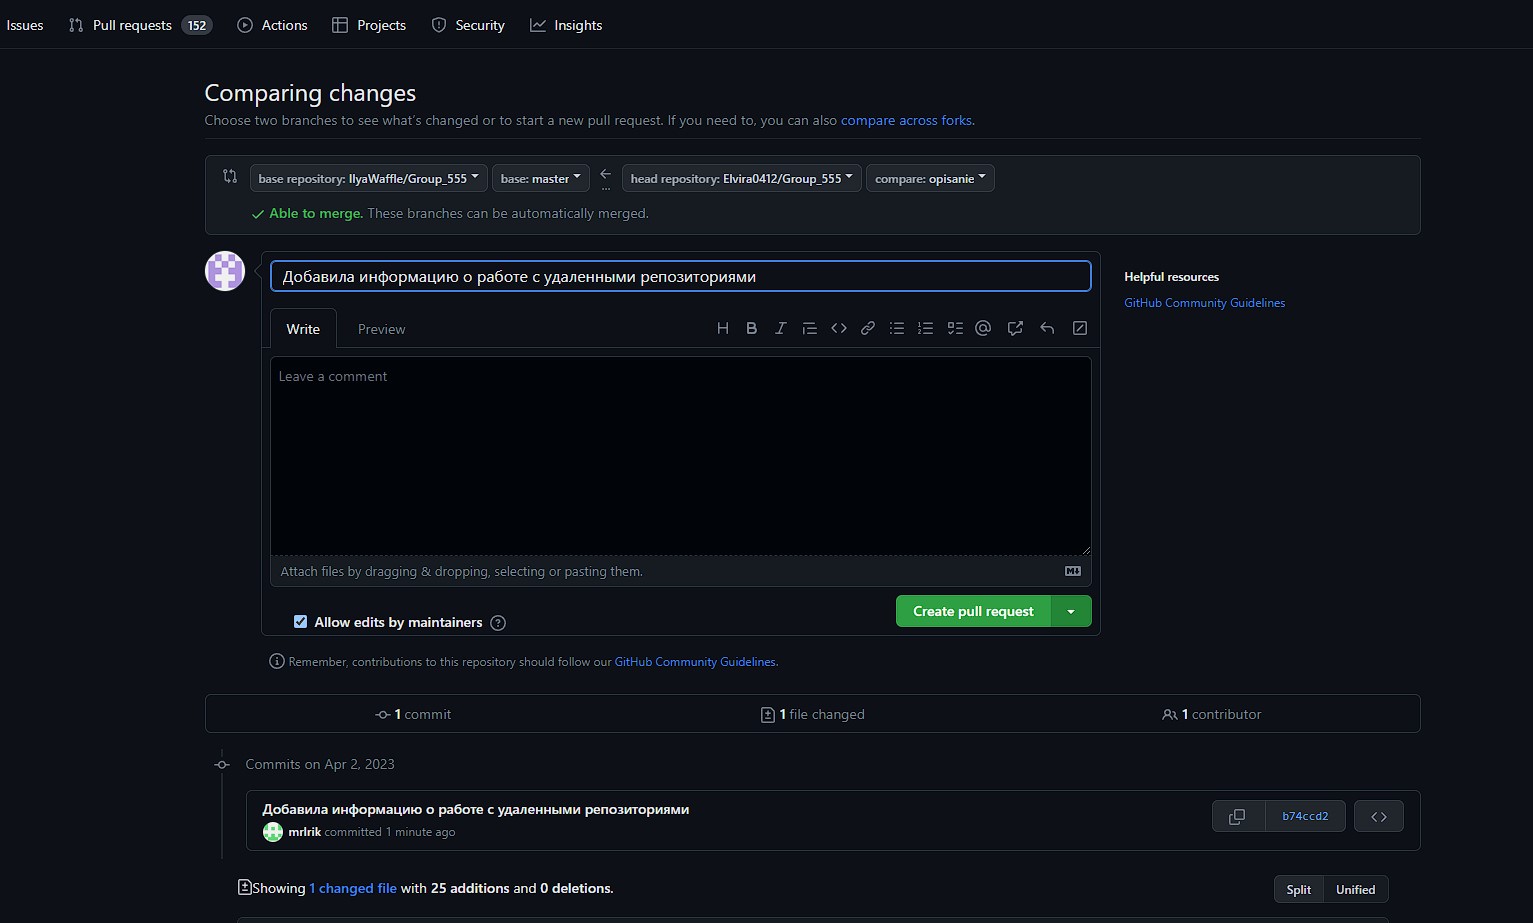 Issues Pull requests 152 Actions Projects Security Insights
Comparing changes
Choose two branches to see what's changed or to start a new pull request. If you need to, you can also compare across forks.
base repository: IlyaWaffle/Group_555 base: master head repository: Elvira0412/Group_555 compare: opisanie
Able to merge. These branches can be automatically merged.
Добавила информацию о работе с удаленными репозиториями
Helpful resources
GitHub Community Guidelines
Write Preview
Leave a comment
Attach files by dragging & dropping, selecting or pasting them.
Allow edits by maintainers Create pull request
Remember, contributions to this repository should follow our GitHub Community Guidelines.
1 commit 1 file changed 1 contributor
Commits on Apr 2, 2023
Добавила информацию о работе с удаленными репозиториями
mrlrik committed 1 minute ago
b74ccd2
Showing 1 changed file with 25 additions and 0 deletions.
Split Unified